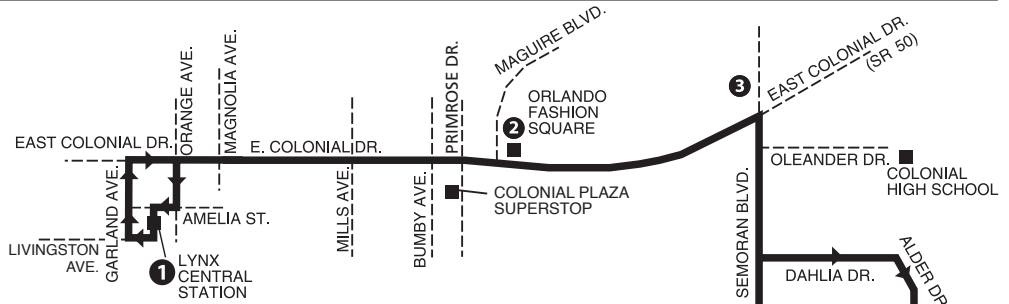 MAGUIRE BLVD.
EAST COLONIAL DR.
(SR 50)
ORANGE AVE.
MAGNOLIA AVE.
PRIMROSE DR.
3
2
ORLANDO
FASHION
SQUARE
EAST COLONIAL DR.
E. COLONIAL DR.
OLEANDER DR.
COLONIAL
HIGH SCHOOL
GARLAND AVE.
MILLS AVE.
BUMBY AVE.
COLONIAL PLAZA
SUPERSTOP
SEMORAN BLVD.
AMELIA ST.
LIVINGSTON
AVE.
1
LYNX
CENTRAL
STATION
DAHLIA DR.
ALDER DR